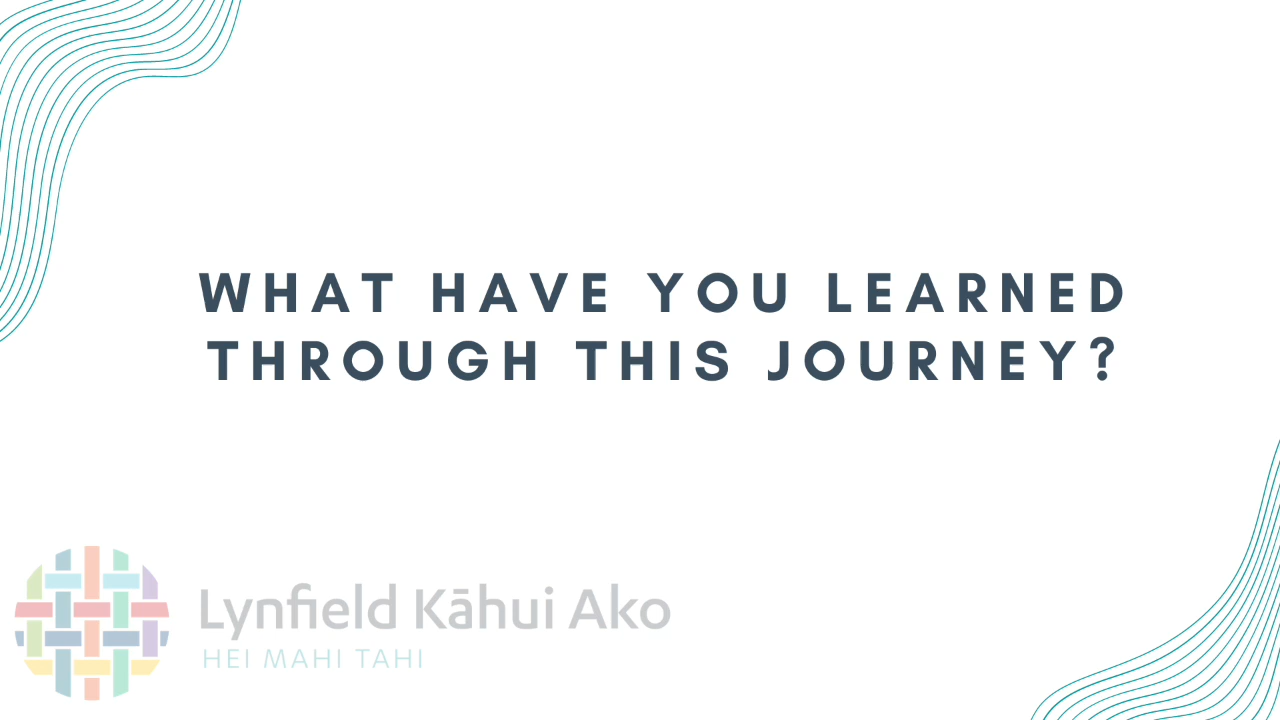 WHAT HAVE YOU LEARNED
THROUGH THIS JOURNEY?
Lynfield Kāhui Ako
HEI MAHI TAHI